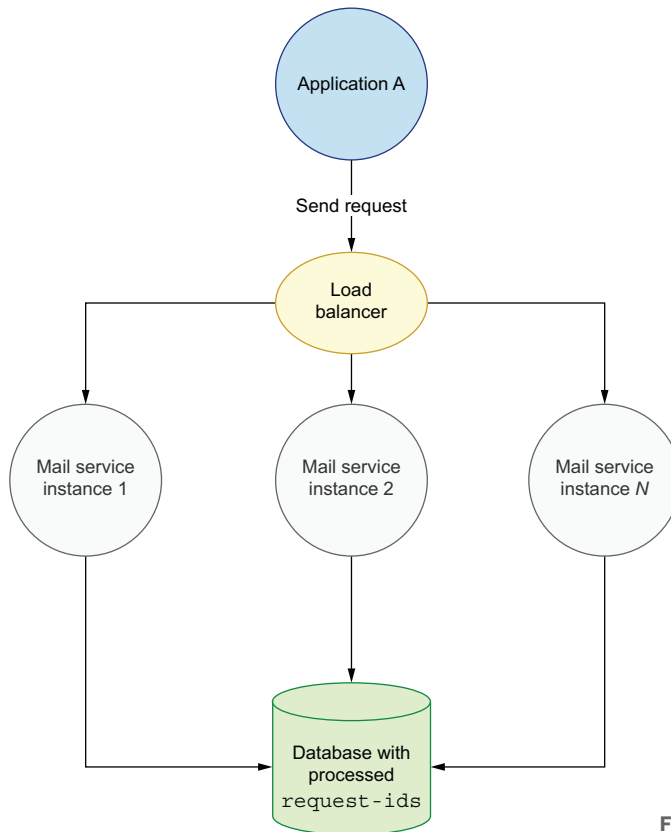 Application A
Send request
Load
balancer
Mail service
instance 1
Mail service
instance 2
Mail service
instance N
Database with
processed
request-ids
F